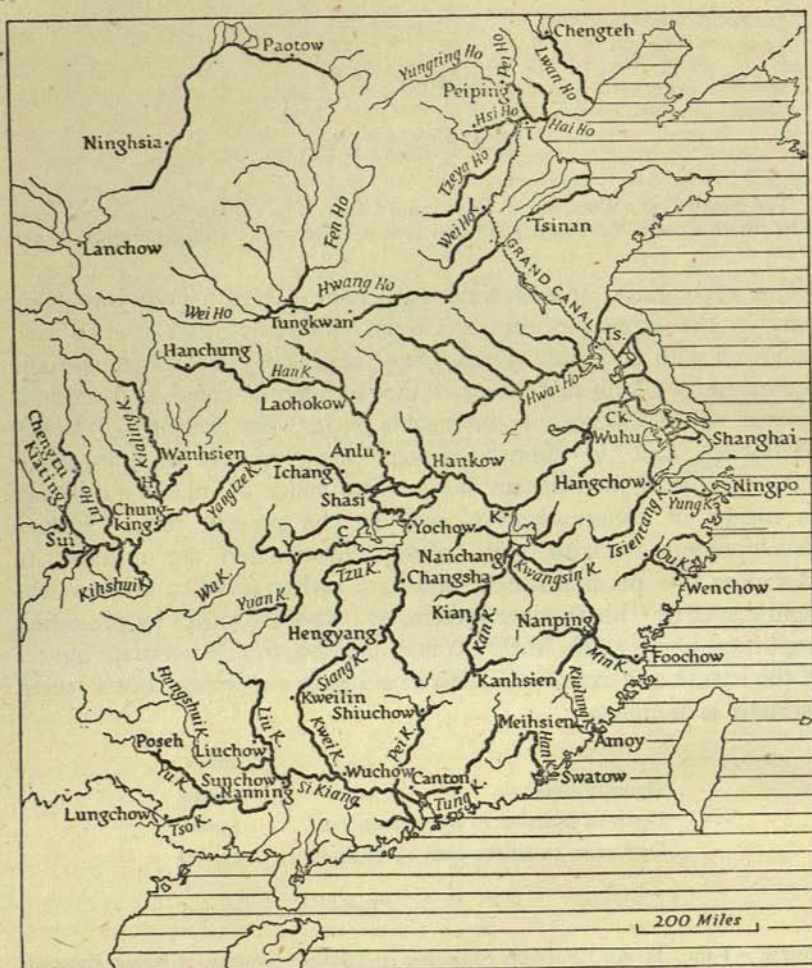 Paotow
Chengteh
Yungting Ho
Pei Ho
Lwan Ho
Peiping
Hsi Ho
Hai Ho
T
Ninghsia
Tzeya Ho
L
Wei Ho
Tsinan
Fen Ho
Lanchow
GRAND CANAL
Hwang Ho
Wei Ho
Tungkwan
Ts.
Hanchung
Han K.
Hwai Ho
Laohokow
Kialing K.
Chengtu
Kiating
Lu Ho
Wanhsien
Anlu
Hankow
Ck.
Wuhu
Shanghai
Ichang
H
Chung-
king
Yangtze K.
Shasi
Hangchow
Ningpo
Yung K.
Sui
C
Yochow
K
Tsientang K.
Y
Nanchang
Kwangsin K.
Ou K.
Kihshui K.
Wu K.
Tzu K.
Changsha
Wenchow
Yuan K.
Kian
Kan K.
Nanping
Hengyang
Min K.
Foochow
Siang K.
Kanhsien
Kweilin
Shiuchow
Meihsien
Amoy
Hungshui K.
Liu K.
Kwei K.
Pei K.
Han K.
Poseh
Liuchow
Swatow
Yu K.
Sunchow
Wuchow
Canton
Nanning
Si Kiang
Tung K.
Lungchow
Tso K.
200 Miles